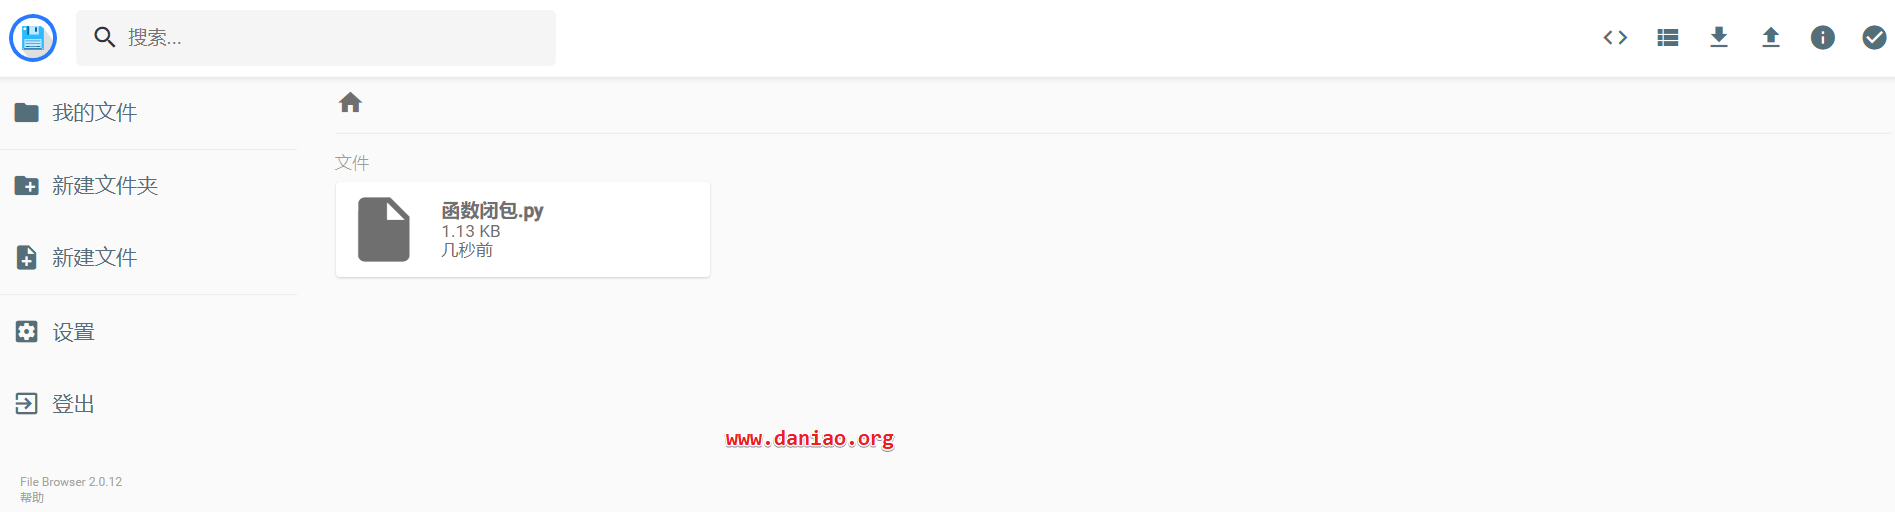 搜索...
我的文件
新建文件夹
新建文件
设置
登出
File Browser 2.0.12
帮助
文件
函数闭包.py
1.13 KB
几秒前
www.daniao.org